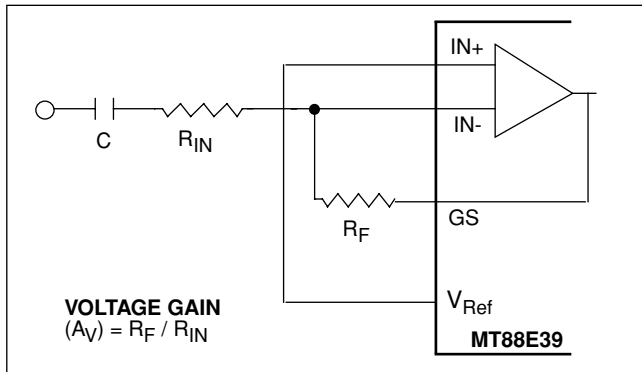 IN+
IN-
C
R_IN
R_F
GS
V_Ref
VOLTAGE GAIN
(A_V) = R_F / R_IN
MT88E39